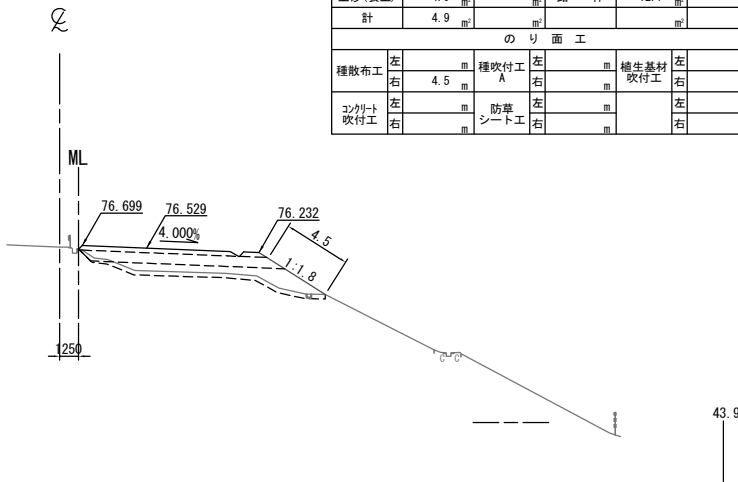 計 4.9 m² m² m²
のり面工
種散布工 左 m 種吹付工A 左 m 植生基材吹付工 左
右 4.5 m 右 m 右
コンクリート吹付工 左 m 防草シート工 左 m 左
右 m 右 m 右
ML
76.699
76.529
4.000%
76.232
4.5
1:1.8
1250
C C
43.9